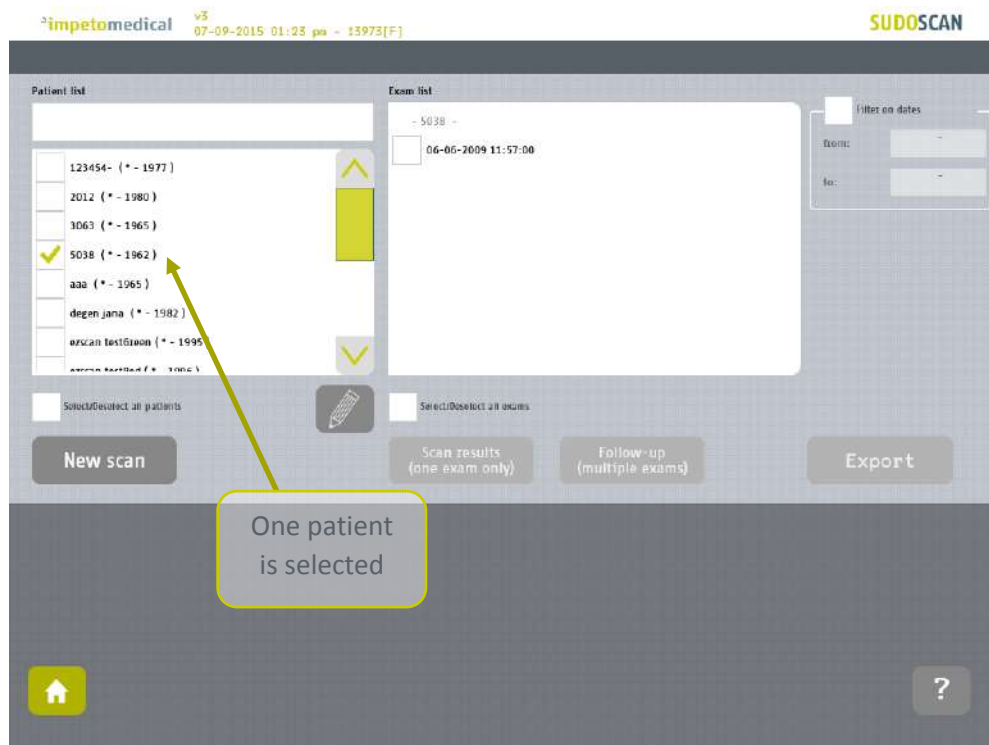 impetomedical
v3
07-09-2015 01:23 pm - 13973[F]
SUDOSCAN
Patient list
Exam list
- 5038 -
06-06-2009 11:57:00
Filter on dates
from: -
to: -
123454- (* - 1977)
2012 (* - 1980)
3063 (* - 1965)
5038 (* - 1962)
aaa (* - 1965)
degen jana (* - 1982)
ezscan testGreen (* - 1995
Select/Deselect all patients
Select/Deselect all exams
New scan
Scan results
(one exam only)
Follow-up
(multiple exams)
Export
One patient
is selected
?